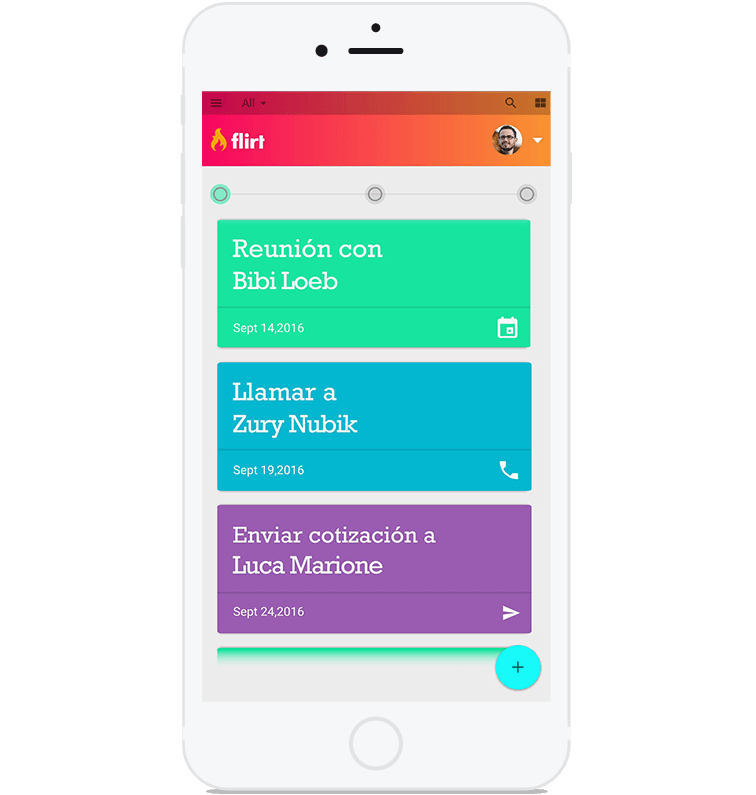 All
flirt
Reunión con
Bibi Loeb
Sept 14,2016
Llamar a
Zury Nubik
Sept 19,2016
Enviar cotización a
Luca Marione
Sept 24,2016
+